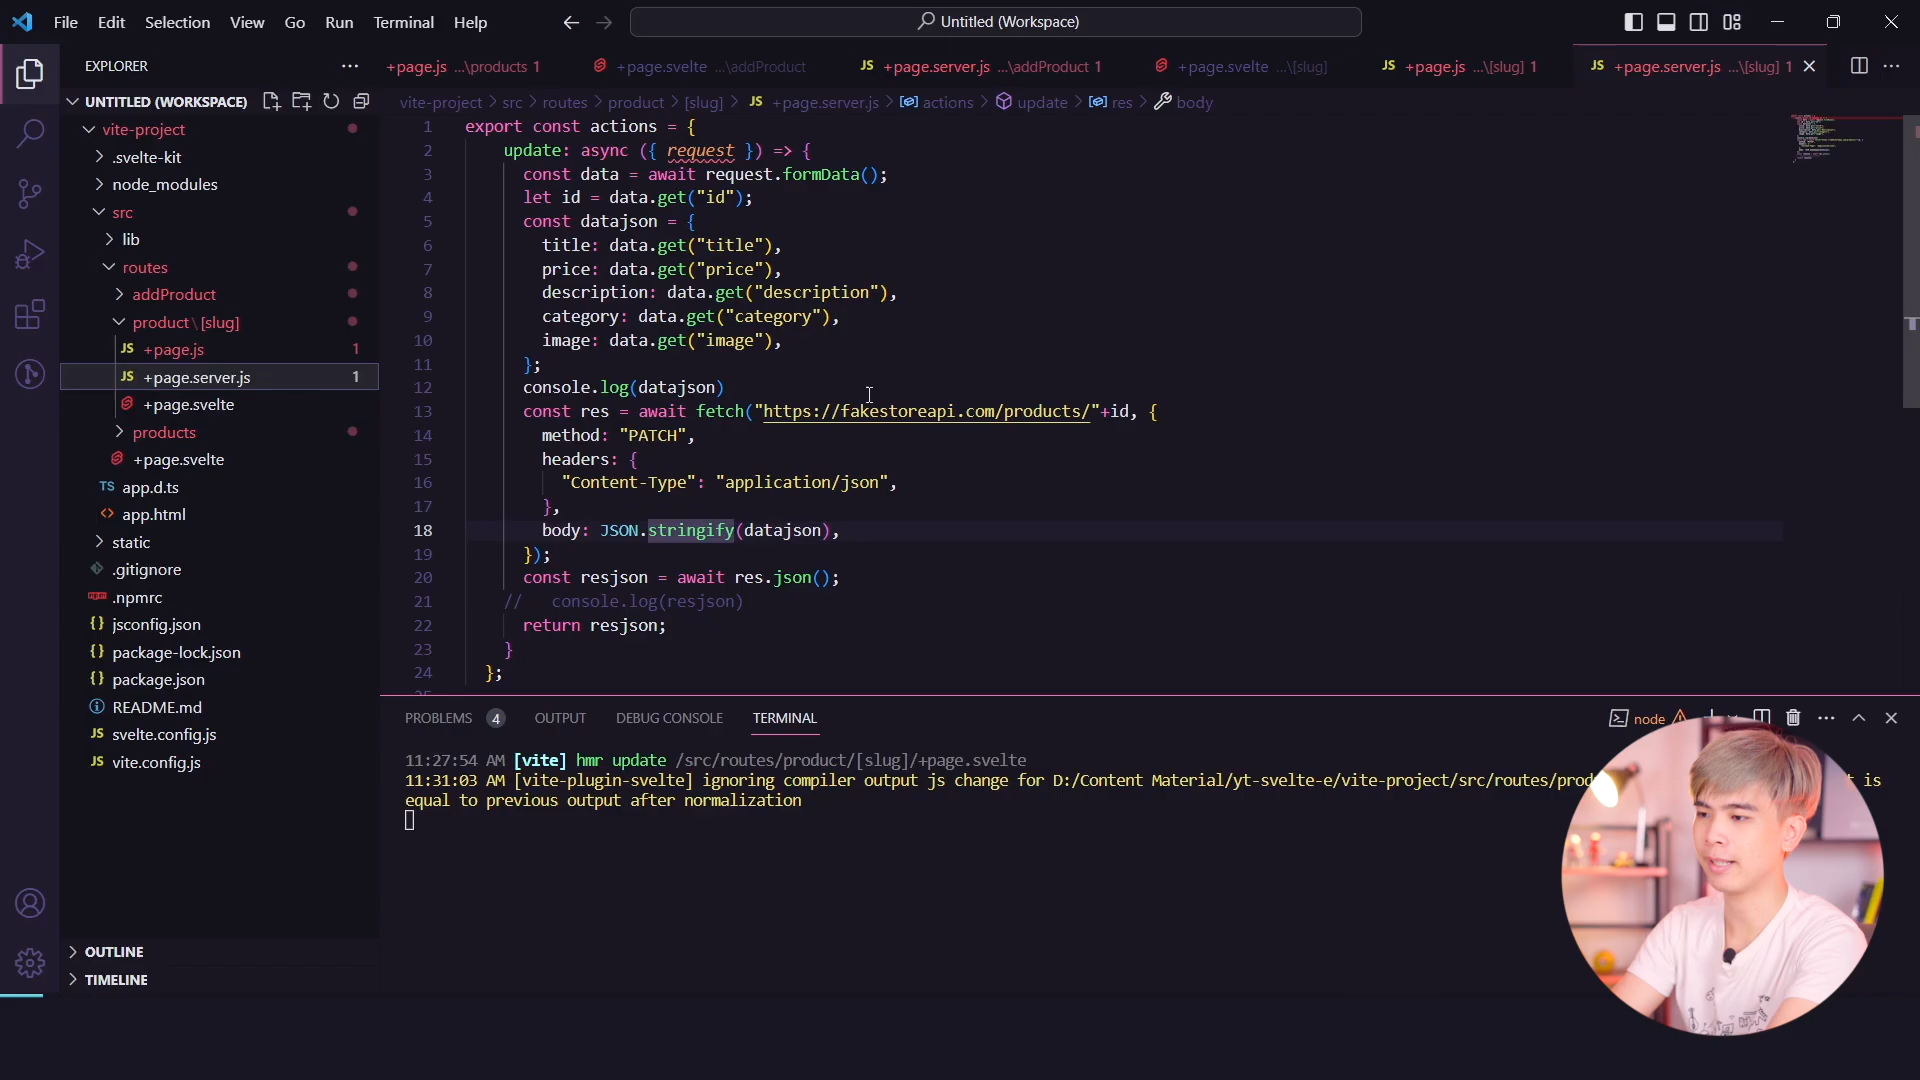 File Edit Selection View Go Run Terminal Help
Untitled (Workspace)
EXPLORER
+page.js ...\products 1
+page.svelte ...\addProduct
JS +page.server.js ...\addProduct 1
+page.svelte ...\[slug]
JS +page.js ...\[slug] 1
JS +page.server.js ...\[slug] 1
UNTITLED (WORKSPACE)
vite-project > src > routes > product > [slug] > JS +page.server.js > actions > update > res > body
vite-project
.svelte-kit
node_modules
src
lib
routes
addProduct
product\[slug]
JS +page.js 1
JS +page.server.js 1
+page.svelte
products
+page.svelte
TS app.d.ts
<> app.html
static
.gitignore
.npmrc
{} jsconfig.json
{} package-lock.json
{} package.json
README.md
JS svelte.config.js
JS vite.config.js
OUTLINE
TIMELINE
1 export const actions = {
2 update: async ({ request }) => {
3 const data = await request.formData();
4 let id = data.get("id");
5 const datajson = {
6 title: data.get("title"),
7 price: data.get("price"),
8 description: data.get("description"),
9 category: data.get("category"),
10 image: data.get("image"),
11 };
12 console.log(datajson)
13 const res = await fetch("https://fakestoreapi.com/products/"+id, {
14 method: "PATCH",
15 headers: {
16 "Content-Type": "application/json",
17 },
18 body: JSON.stringify(datajson),
19 });
20 const resjson = await res.json();
21 // console.log(resjson)
22 return resjson;
23 }
24 };
PROBLEMS 4 OUTPUT DEBUG CONSOLE TERMINAL
node
11:27:54 AM [vite] hmr update /src/routes/product/[slug]/+page.svelte
11:31:03 AM [vite-plugin-svelte] ignoring compiler output js change for D:/Content Material/yt-svelte-e/vite-project/src/routes/prod is
equal to previous output after normalization